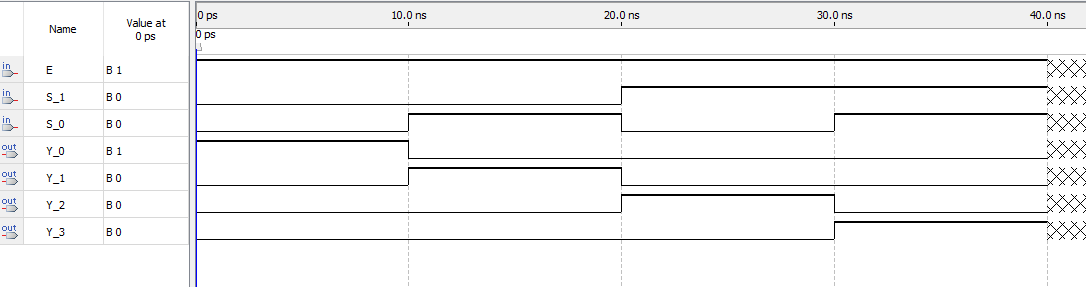 Name Value at 0 ps 0 ps 10.0 ns 20.0 ns 30.0 ns 40.0 ns
0 ps
in E B 1
in S_1 B 0
in S_0 B 0
out Y_0 B 1
out Y_1 B 0
out Y_2 B 0
out Y_3 B 0